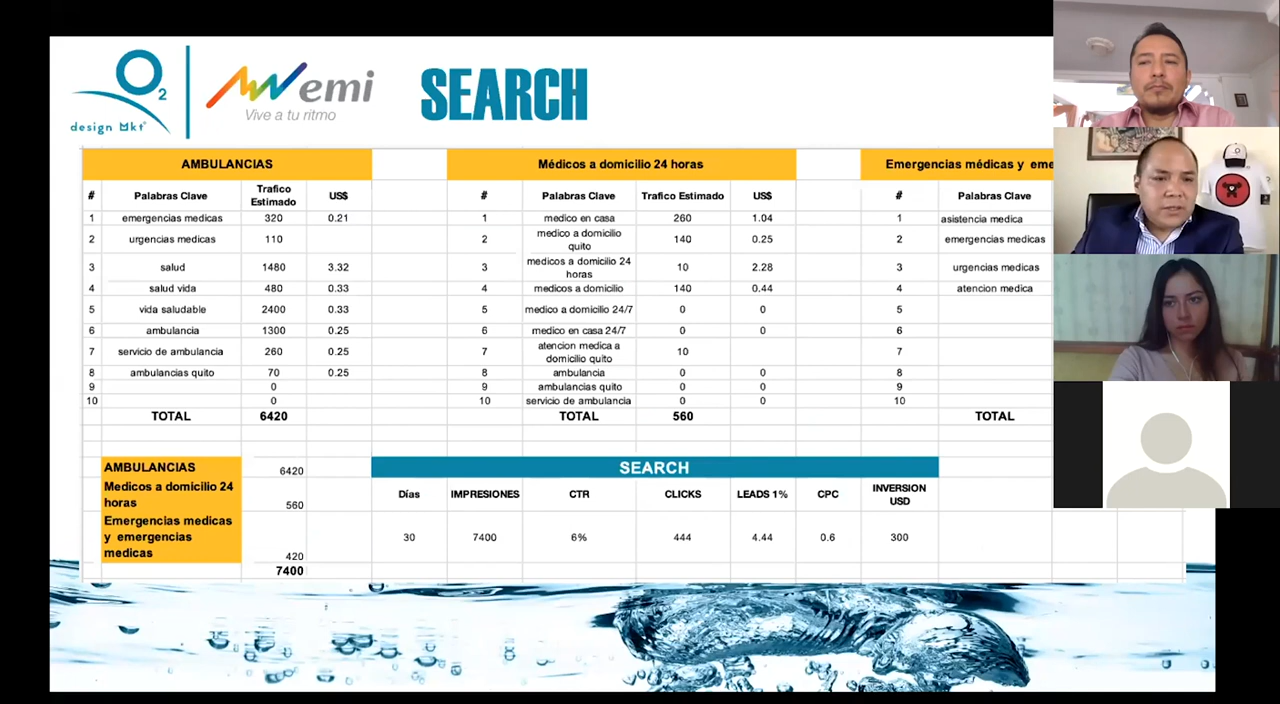 O2
design Mkt
emi
Vive a tu ritmo
SEARCH
AMBULANCIAS
# Palabras Clave Trafico Estimado US$
1 emergencias medicas 320 0.21
2 urgencias medicas 110
3 salud 1480 3.32
4 salud vida 480 0.33
5 vida saludable 2400 0.33
6 ambulancia 1300 0.25
7 servicio de ambulancia 260 0.25
8 ambulancias quito 70 0.25
9 0
10 0
TOTAL 6420
Médicos a domicilio 24 horas
# Palabras Clave Trafico Estimado US$
1 medico en casa 260 1.04
2 medico a domicilio quito 140 0.25
3 medicos a domicilio 24 horas 10 2.28
4 medicos a domicilio 140 0.44
5 medico a domicilio 24/7 0 0
6 medico en casa 24/7 0 0
7 atencion medica a domicilio quito 10
8 ambulancia 0 0
9 ambulancias quito 0 0
10 servicio de ambulancia 0 0
TOTAL 560
Emergencias médicas y eme
# Palabras Clave
1 asistencia medica
2 emergencias medicas
3 urgencias medicas
4 atencion medica
5
6
7
8
9
10
TOTAL
AMBULANCIAS 6420
Medicos a domicilio 24
horas 560
Emergencias medicas
y emergencias
medicas 420
7400
SEARCH
Días IMPRESIONES CTR CLICKS LEADS 1% CPC INVERSION USD
30 7400 6% 444 4.44 0.6 300